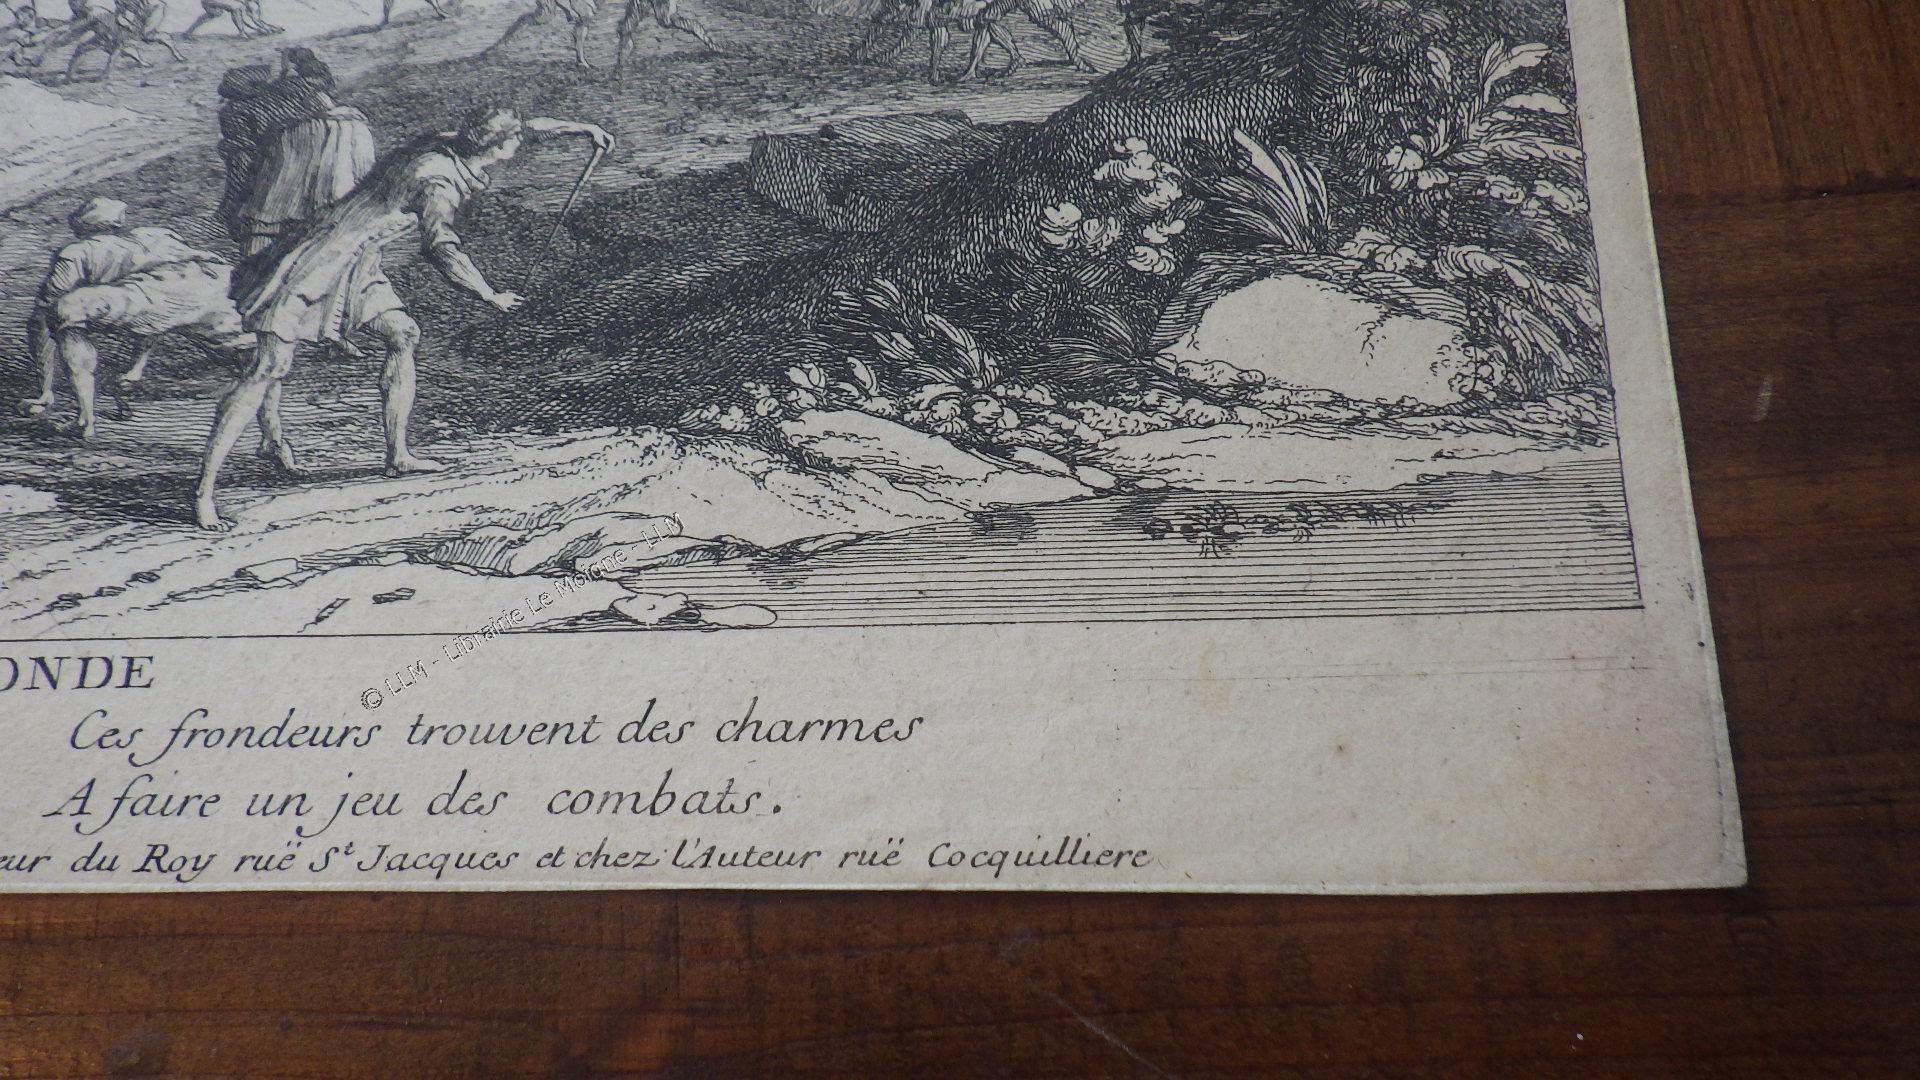 ONDE
Ces frondeurs trouvent des charmes
A faire un jeu des combats.
eur du Roy ruë St Jacques et chez l'Auteur ruë Cocquilliere
© LLM - Librairie Le Moigne - LLM